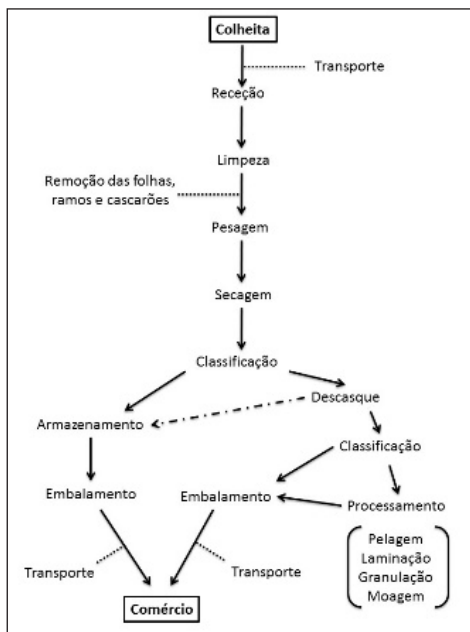 Colheita
Transporte
Receção
Limpeza
Remoção das folhas,
ramos e cascarões
Pesagem
Secagem
Classificação
Descasque
Armazenamento
Classificação
Embalamento
Embalamento
Processamento
Pelagem
Laminação
Granulação
Moagem
Transporte
Transporte
Comércio